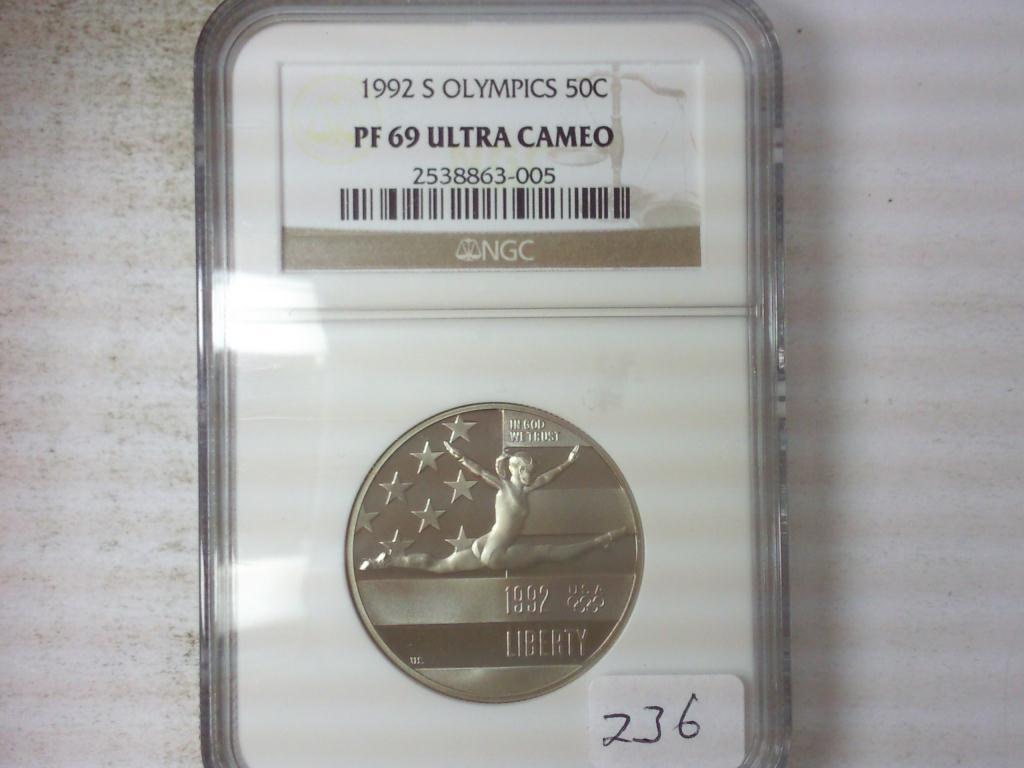 1992 S OLYMPICS 50C
PF 69 ULTRA CAMEO
2538863-005
NGC
IN GOD
WE TRUST
1992 USA
LIBERTY
236